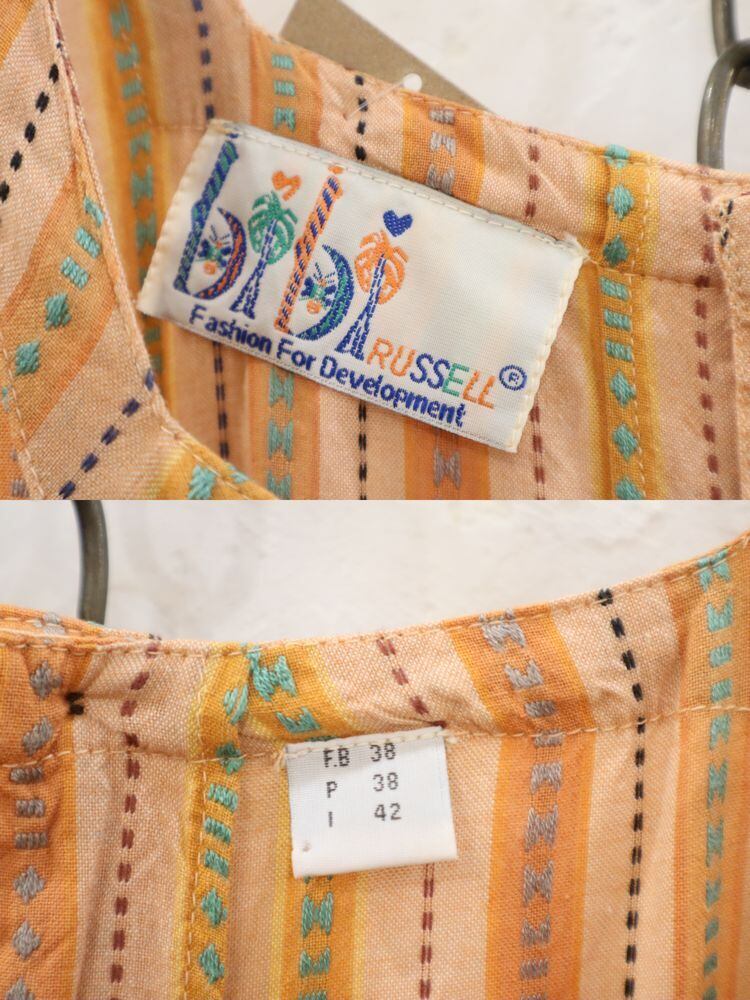 bibi RUSSELL®
Fashion For Development
F.B 38
P 38
I 42